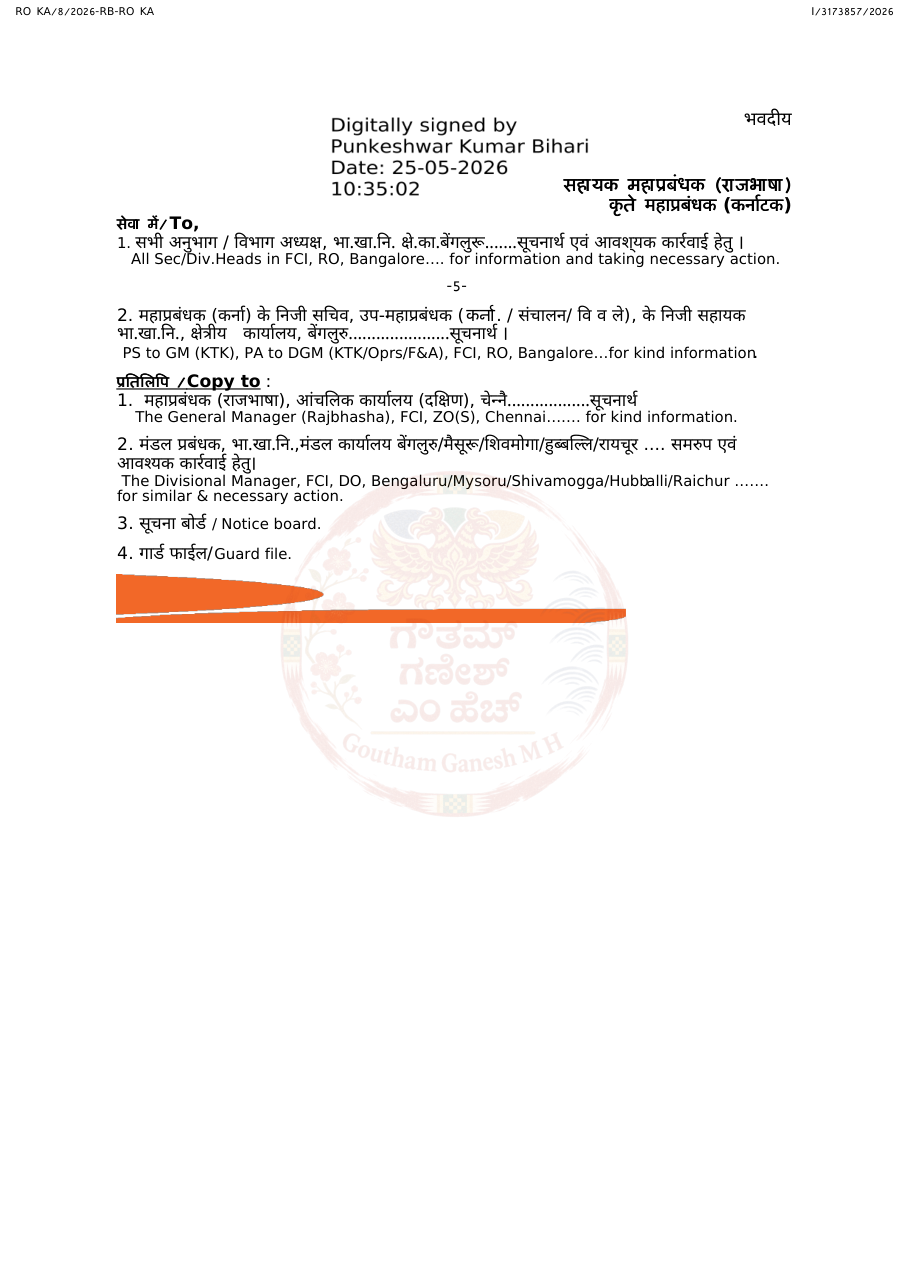 RO KA/8/2026-RB-RO KA
I/3173857/2026
भवदीय
Digitally signed by
Punkeshwar Kumar Bihari
Date: 25-05-2026
10:35:02
सहायक महाप्रबंधक (राजभाषा)
कृते महाप्रबंधक (कर्नाटक)
सेवा में/To,
1. सभी अनुभाग / विभाग अध्यक्ष, भा.खा.नि. क्षे.का.बेंगलुरू.......सूचनार्थ एवं आवश्यक कार्रवाई हेतु ।
All Sec/Div.Heads in FCI, RO, Bangalore.... for information and taking necessary action.
-5-
2. महाप्रबंधक (कर्ना) के निजी सचिव, उप-महाप्रबंधक (कर्ना. / संचालन/ वि व ले), के निजी सहायक
भा.खा.नि., क्षेत्रीय कार्यालय, बेंगलुरु......................सूचनार्थ ।
PS to GM (KTK), PA to DGM (KTK/Oprs/F&A), FCI, RO, Bangalore...for kind information.
प्रतिलिपि /Copy to :
1. महाप्रबंधक (राजभाषा), आंचलिक कार्यालय (दक्षिण), चेन्नै..................सूचनार्थ
The General Manager (Rajbhasha), FCI, ZO(S), Chennai....... for kind information.
2. मंडल प्रबंधक, भा.खा.नि.,मंडल कार्यालय बेंगलुरु/मैसूरू/शिवमोगा/हुब्बल्लि/रायचूर .... समरुप एवं
आवश्यक कार्रवाई हेतु।
The Divisional Manager, FCI, DO, Bengaluru/Mysoru/Shivamogga/Hubballi/Raichur .......
for similar & necessary action.
3. सूचना बोर्ड / Notice board.
4. गार्ड फाईल/Guard file.
ಗೌತಮ್
ಗಣೇಶ್
ಎಂ ಹೆಚ್
Goutham Ganesh M H